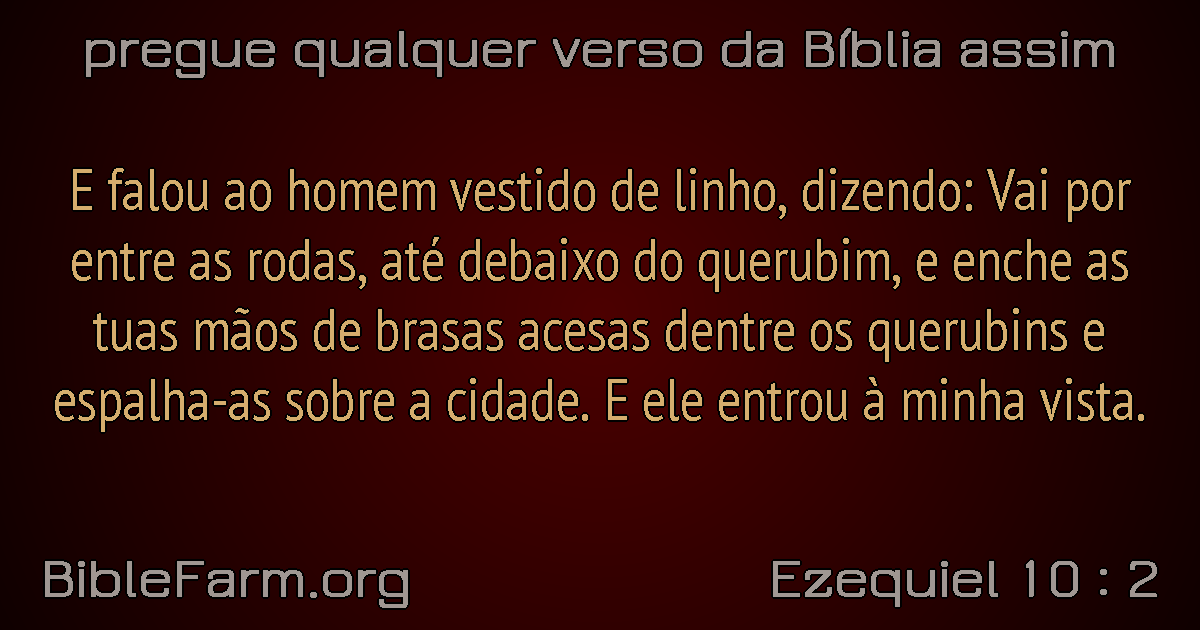 pregue qualquer verso da Bíblia assim
E falou ao homem vestido de linho, dizendo: Vai por
entre as rodas, até debaixo do querubim, e enche as
tuas mãos de brasas acesas dentre os querubins e
espalha-as sobre a cidade. E ele entrou à minha vista.
BibleFarm.org
Ezequiel 10 : 2